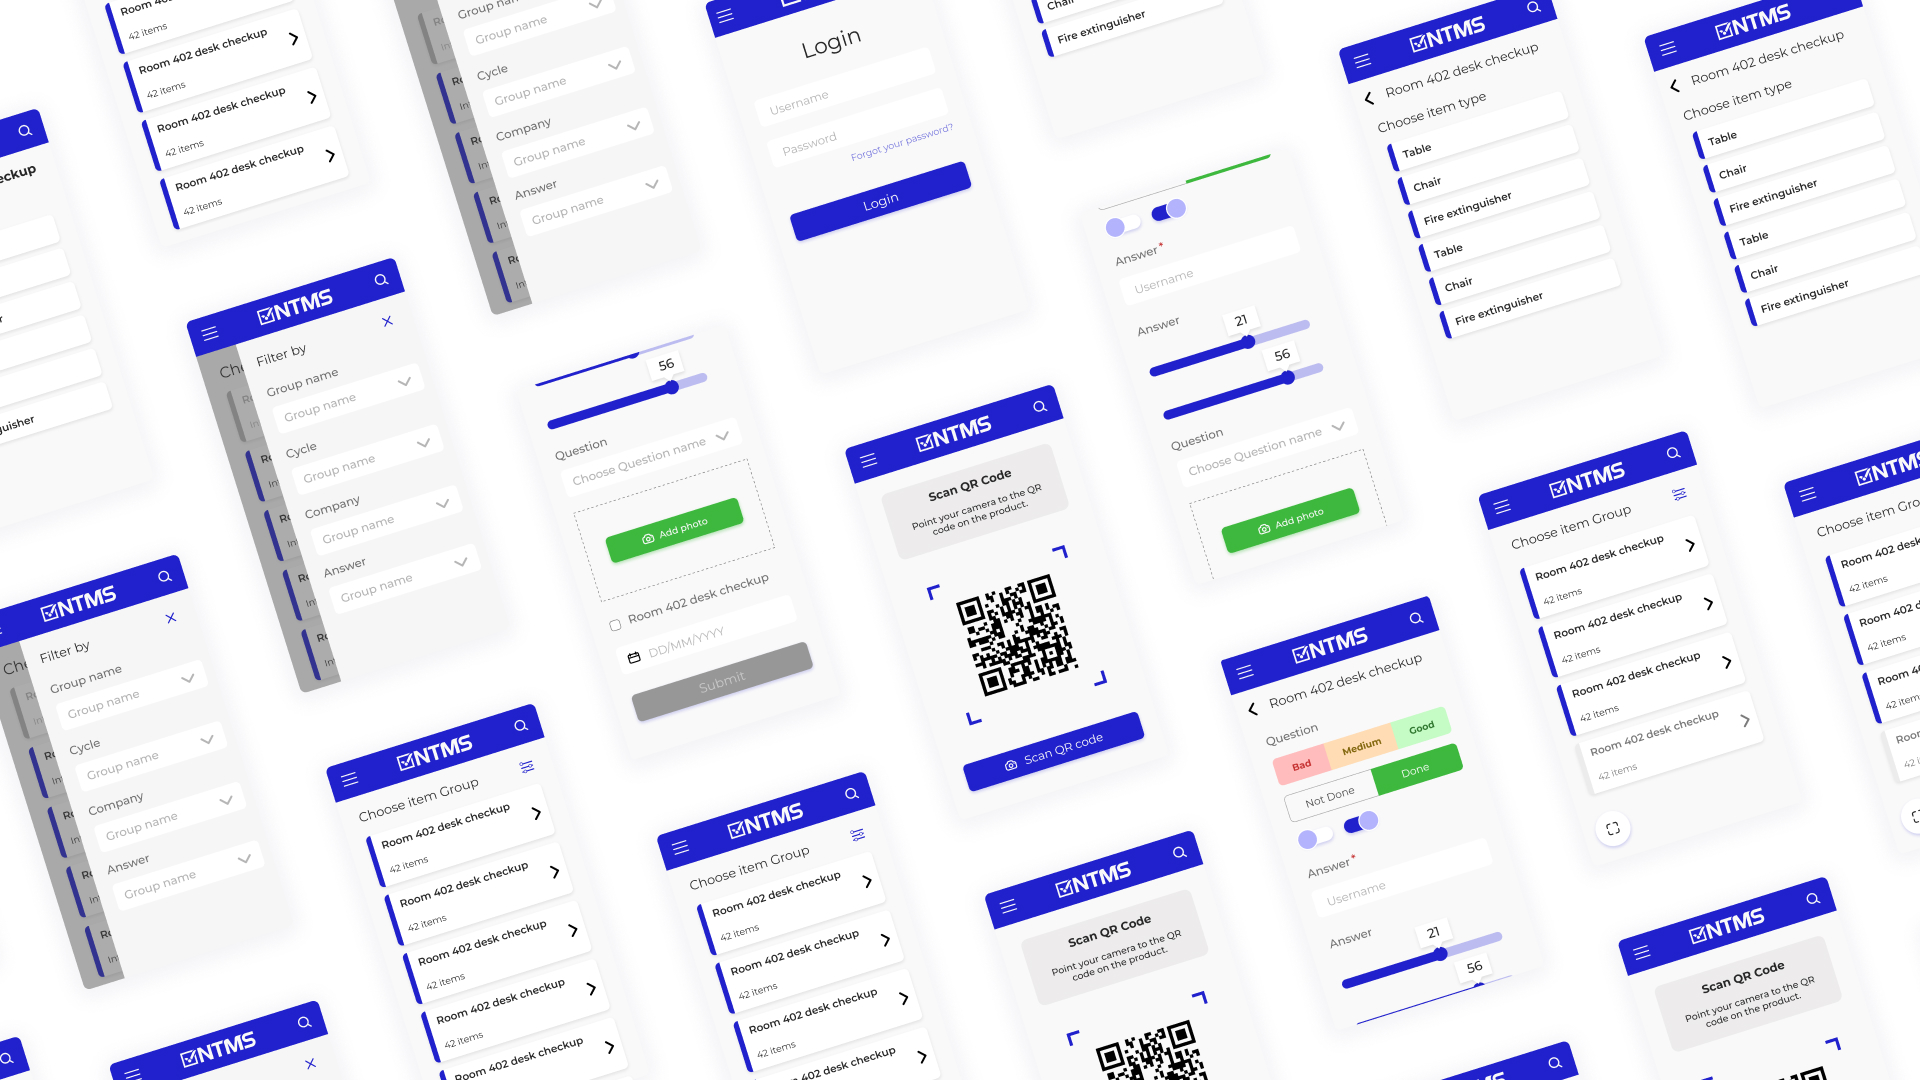 Room 4
42 items
Room 402 desk checkup
42 items
Room 402 desk checkup
42 items
Room 402 desk checkup
42 items
ckup
uisher
Group name
Group name
Cycle
Group name
Company
Group name
Answer
Group name
Login
Username
Password
Forgot your password?
Login
Chair
Fire extinguisher
NTMS
Room 402 desk checkup
Choose item type
Table
Chair
Fire extinguisher
Table
Chair
Fire extinguisher
NTMS
Room 402 desk checkup
Choose item type
Table
Chair
Fire extinguisher
Table
Chair
Fire extinguisher
NTMS
Filter by
Group name
Group name
Cycle
Group name
Company
Group name
Answer
Group name
56
Question
Choose Question name
Add photo
Room 402 desk checkup
DD/MM/YYYY
Submit
NTMS
Scan QR Code
Point your camera to the QR
code on the product.
Scan QR code
Answer*
Username
Answer
21
56
Question
Choose Question name
Add photo
NTMS
Choose item Group
Room 402 desk checkup
42 items
Room 402 desk checkup
42 items
Room 402 desk checkup
42 items
Room 402 desk checkup
42 items
NTMS
Choose item Gro
Room 402 desk
42 items
Room 402 d
42 items
Room 4
42 item
Room
42 i
NTMS
Filter by
Group name
Group name
Cycle
Group name
Company
Group name
Answer
Group name
NTMS
Choose item Group
Room 402 desk checkup
42 items
Room 402 desk checkup
42 items
Room 402 desk checkup
42 items
Room 402 desk checkup
42 items
Room 402 desk checkup
NTMS
Choose item Group
Room 402 desk checkup
42 items
Room 402 desk checkup
42 items
Room 402 desk checkup
42 items
Room 402 desk checkup
NTMS
Scan QR Code
Point your camera to the QR
code on the product.
NTMS
Room 402 desk checkup
Question
Bad
Medium
Good
Not Done
Done
Answer*
Username
Answer
21
56
NTMS
Scan QR Code
Point your camera to the QR
code on the product.
NTMS
NTMS